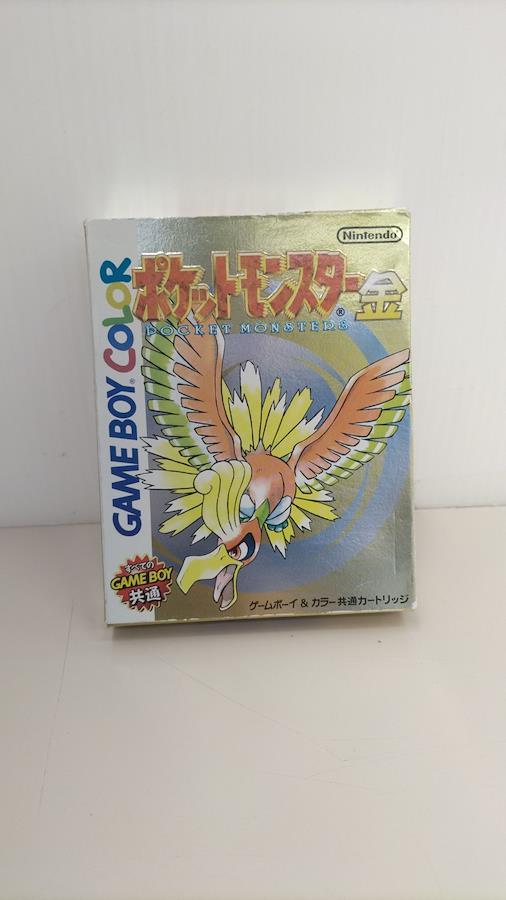 Nintendo
ポケットモンスター金
POCKET MONSTERS
GAME BOY COLOR
すべての
GAME BOY
共通
ゲームボーイ & カラー共通カートリッジ